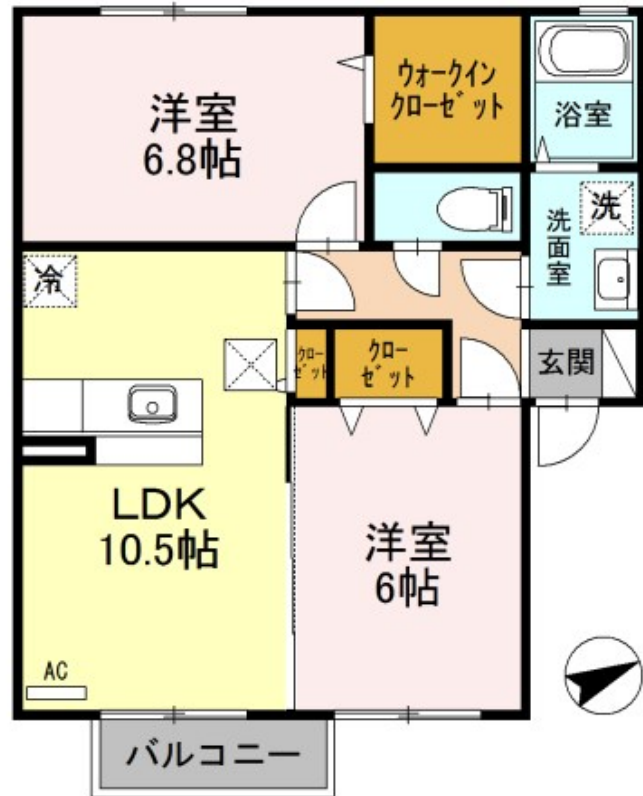 洋室
6.8帖
ウォークイン
クローゼット
浴室
洗面室
洗
冷
クロー
ゼット
クロー
ゼット
玄関
LDK
10.5帖
洋室
6帖
AC
バルコニー